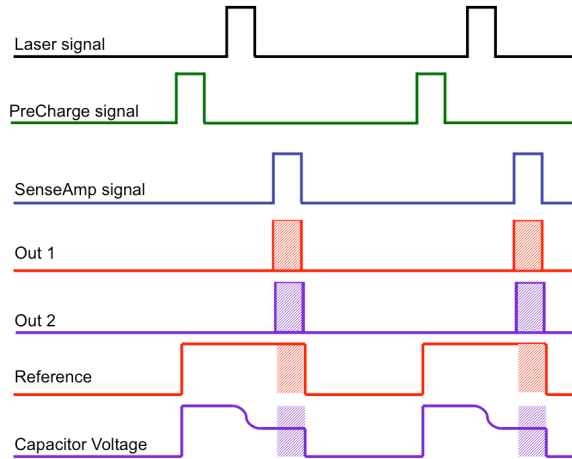 Laser signal
PreCharge signal
SenseAmp signal
Out 1
Out 2
Reference
Capacitor Voltage